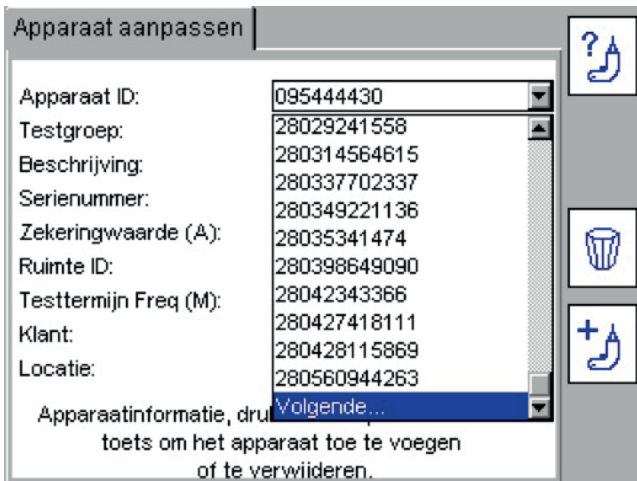 Apparaat aanpassen
?
Apparaat ID: 095444430
Testgroep: 28029241558
280314564615
Beschrijving:
280337702337
Serienummer: 280349221136
Zekeringwaarde (A): 28035341474
Ruimte ID: 280398649090
Testtermijn Freq (M): 28042343366
280427418111
Klant:
280428115869
Locatie: 280560944263
Volgende...
Apparaatinformatie,
toets om het apparaat toe te voegen
of te verwijderen.
+